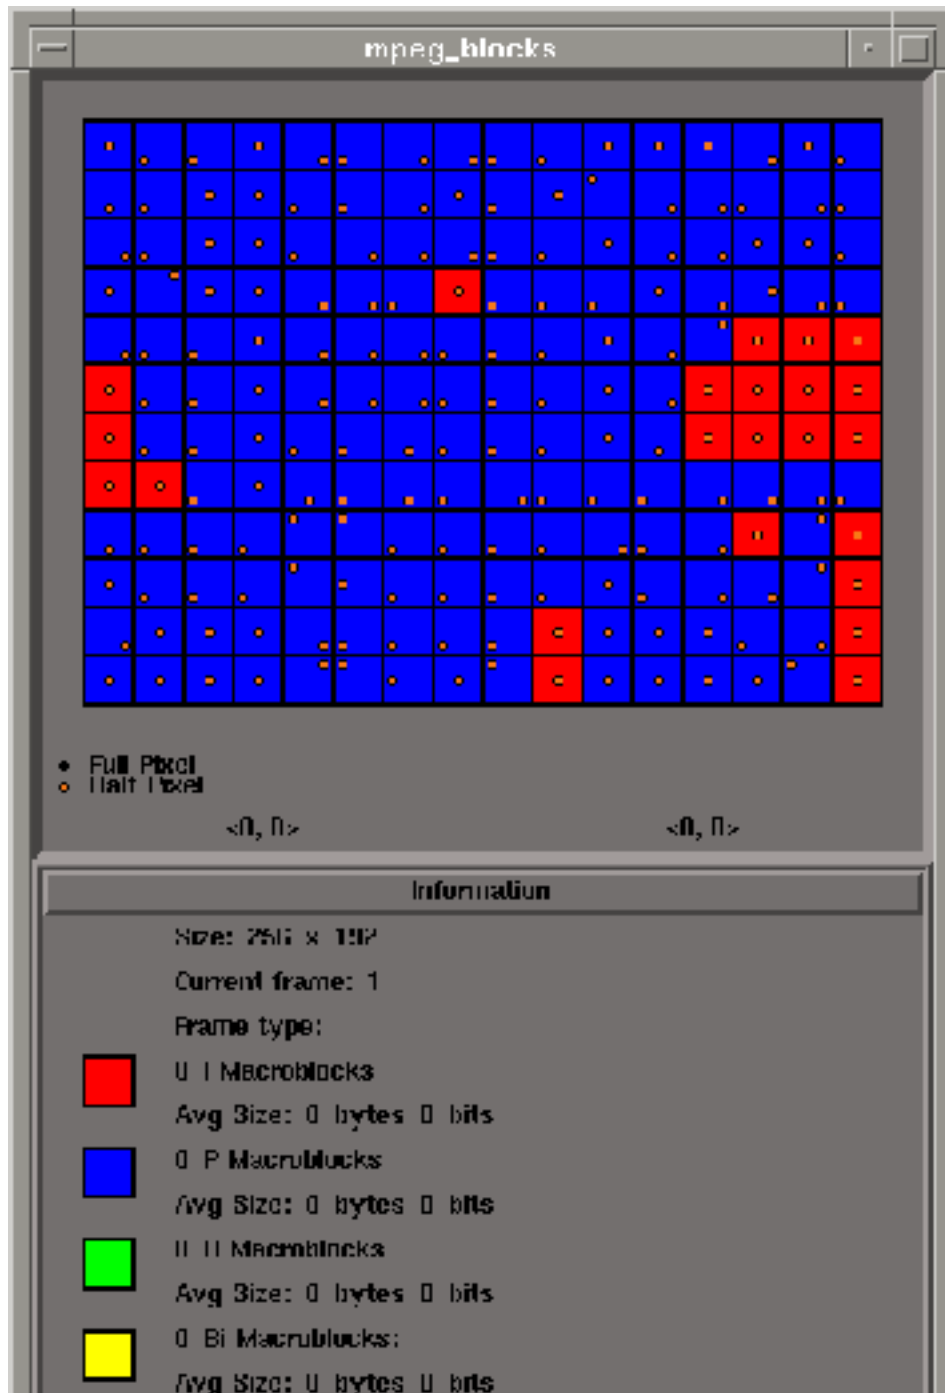 mpeg_blocks
Full Pixel
Half Pixel
<0, 0> <0, 0>
Information
Size: 256 x 192
Current frame: 1
Frame type:
0 I Macroblocks
Avg Size: 0 bytes 0 bits
0 P Macroblocks
Avg Size: 0 bytes 0 bits
0 B Macroblocks
Avg Size: 0 bytes 0 bits
0 Bi Macroblocks:
Avg Size: 0 bytes 0 bits